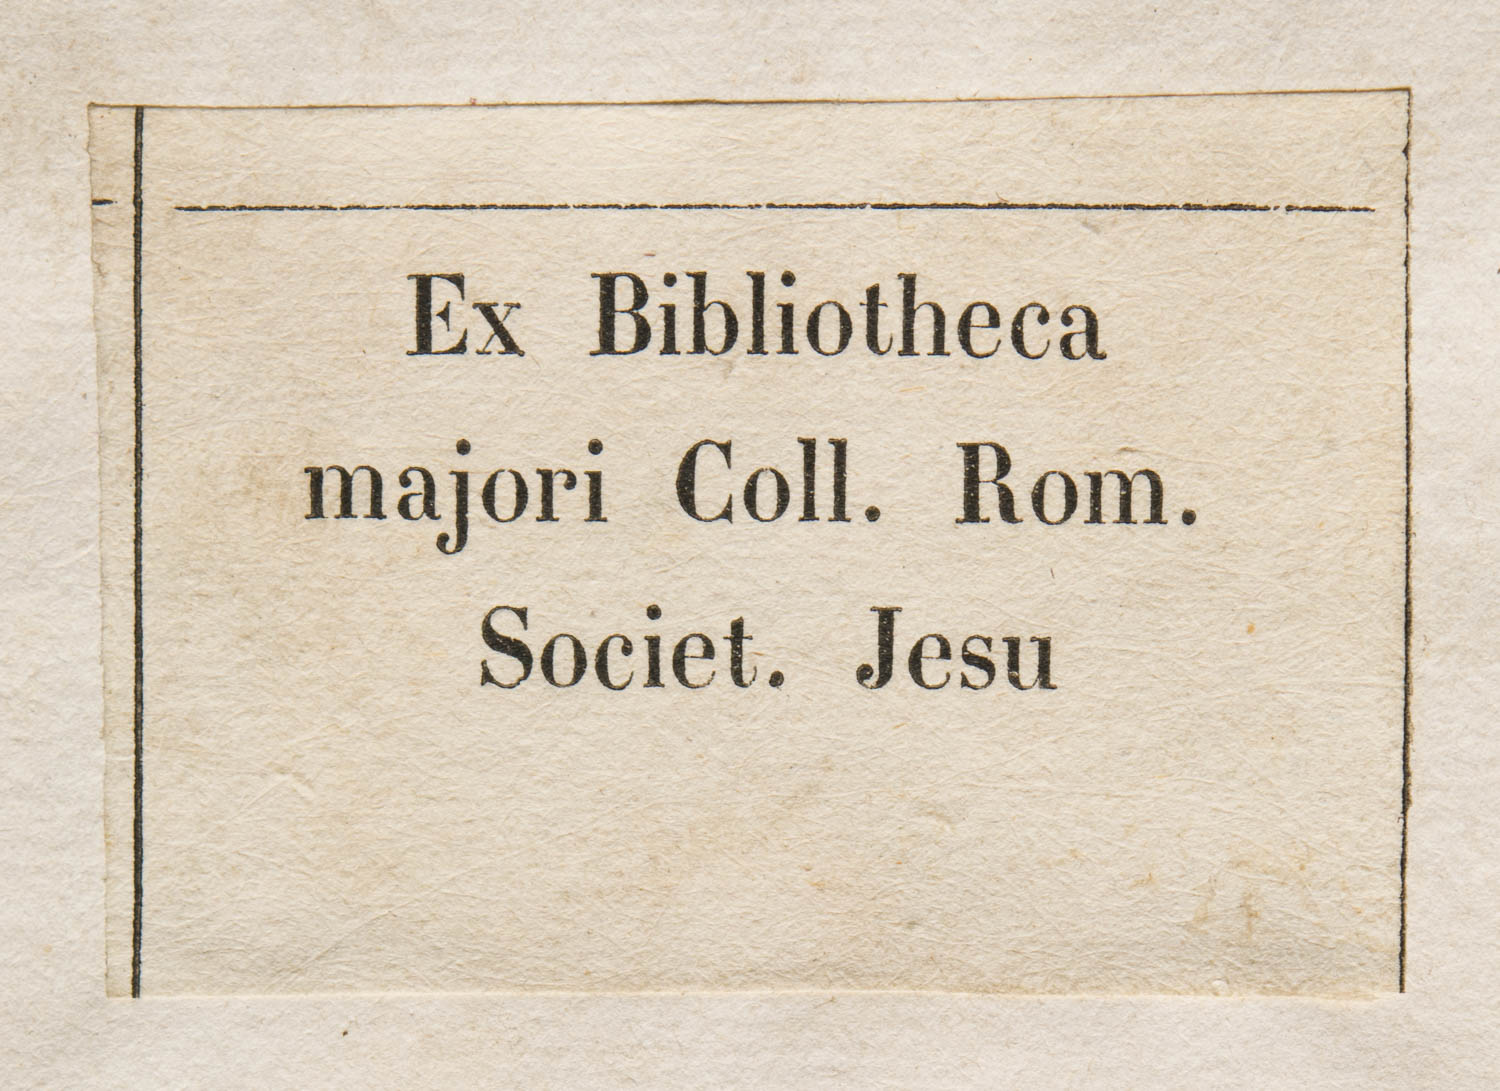 Ex Bibliotheca
majori Coll. Rom.
Societ. Jesu